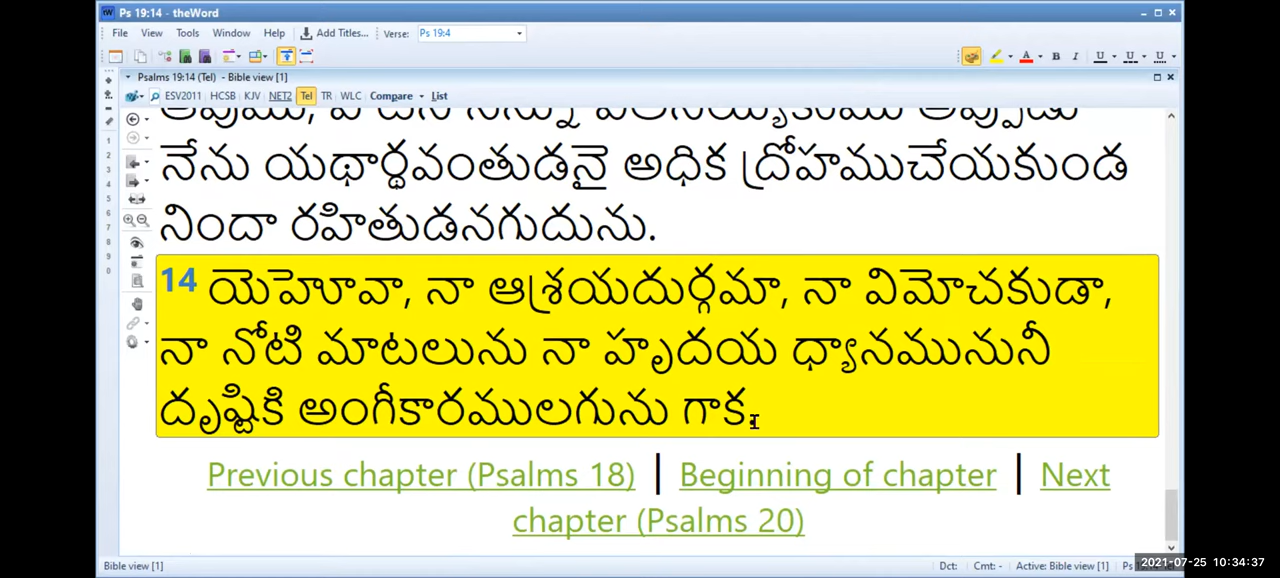 Ps 19:14 - theWord
File View Tools Window Help Add Titles... Verse: Ps 19:4
Psalms 19:14 (Tel) - Bible view [1]
ESV2011 HCSB KJV NET2 Tel TR WLC Compare List
నేను యథార్థవంతుడనై అధిక ద్రోహముచేయకుండ
నిందా రహితుడనగుదును.
14 యెహోవా, నా ఆశ్రయదుర్గమా, నా విమోచకుడా,
నా నోటి మాటలును నా హృదయ ధ్యానమునునీ
దృష్టికి అంగీకారములగును గాక.
Previous chapter (Psalms 18) | Beginning of chapter | Next
chapter (Psalms 20)
2021-07-25 10:34:37
Bible view [1] Dct: Cmt: - Active: Bible view [1]